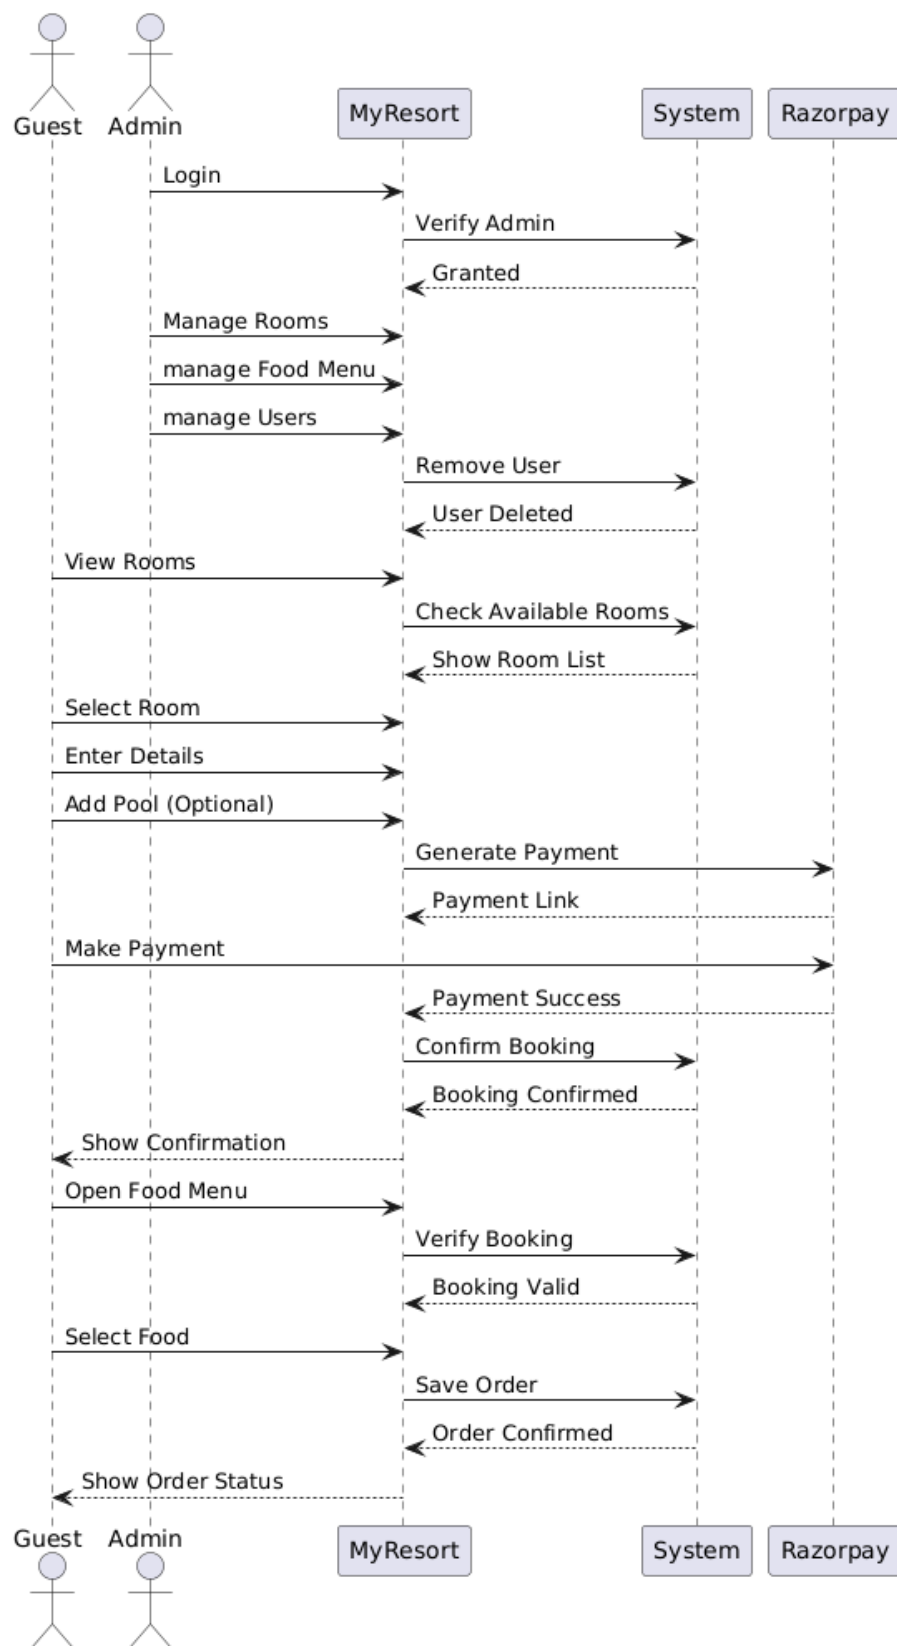 Guest
Admin
MyResort
System
Razorpay
Login
Verify Admin
Granted
Manage Rooms
manage Food Menu
manage Users
Remove User
User Deleted
View Rooms
Check Available Rooms
Show Room List
Select Room
Enter Details
Add Pool (Optional)
Generate Payment
Payment Link
Make Payment
Payment Success
Confirm Booking
Booking Confirmed
Show Confirmation
Open Food Menu
Verify Booking
Booking Valid
Select Food
Save Order
Order Confirmed
Show Order Status
Guest
Admin
MyResort
System
Razorpay